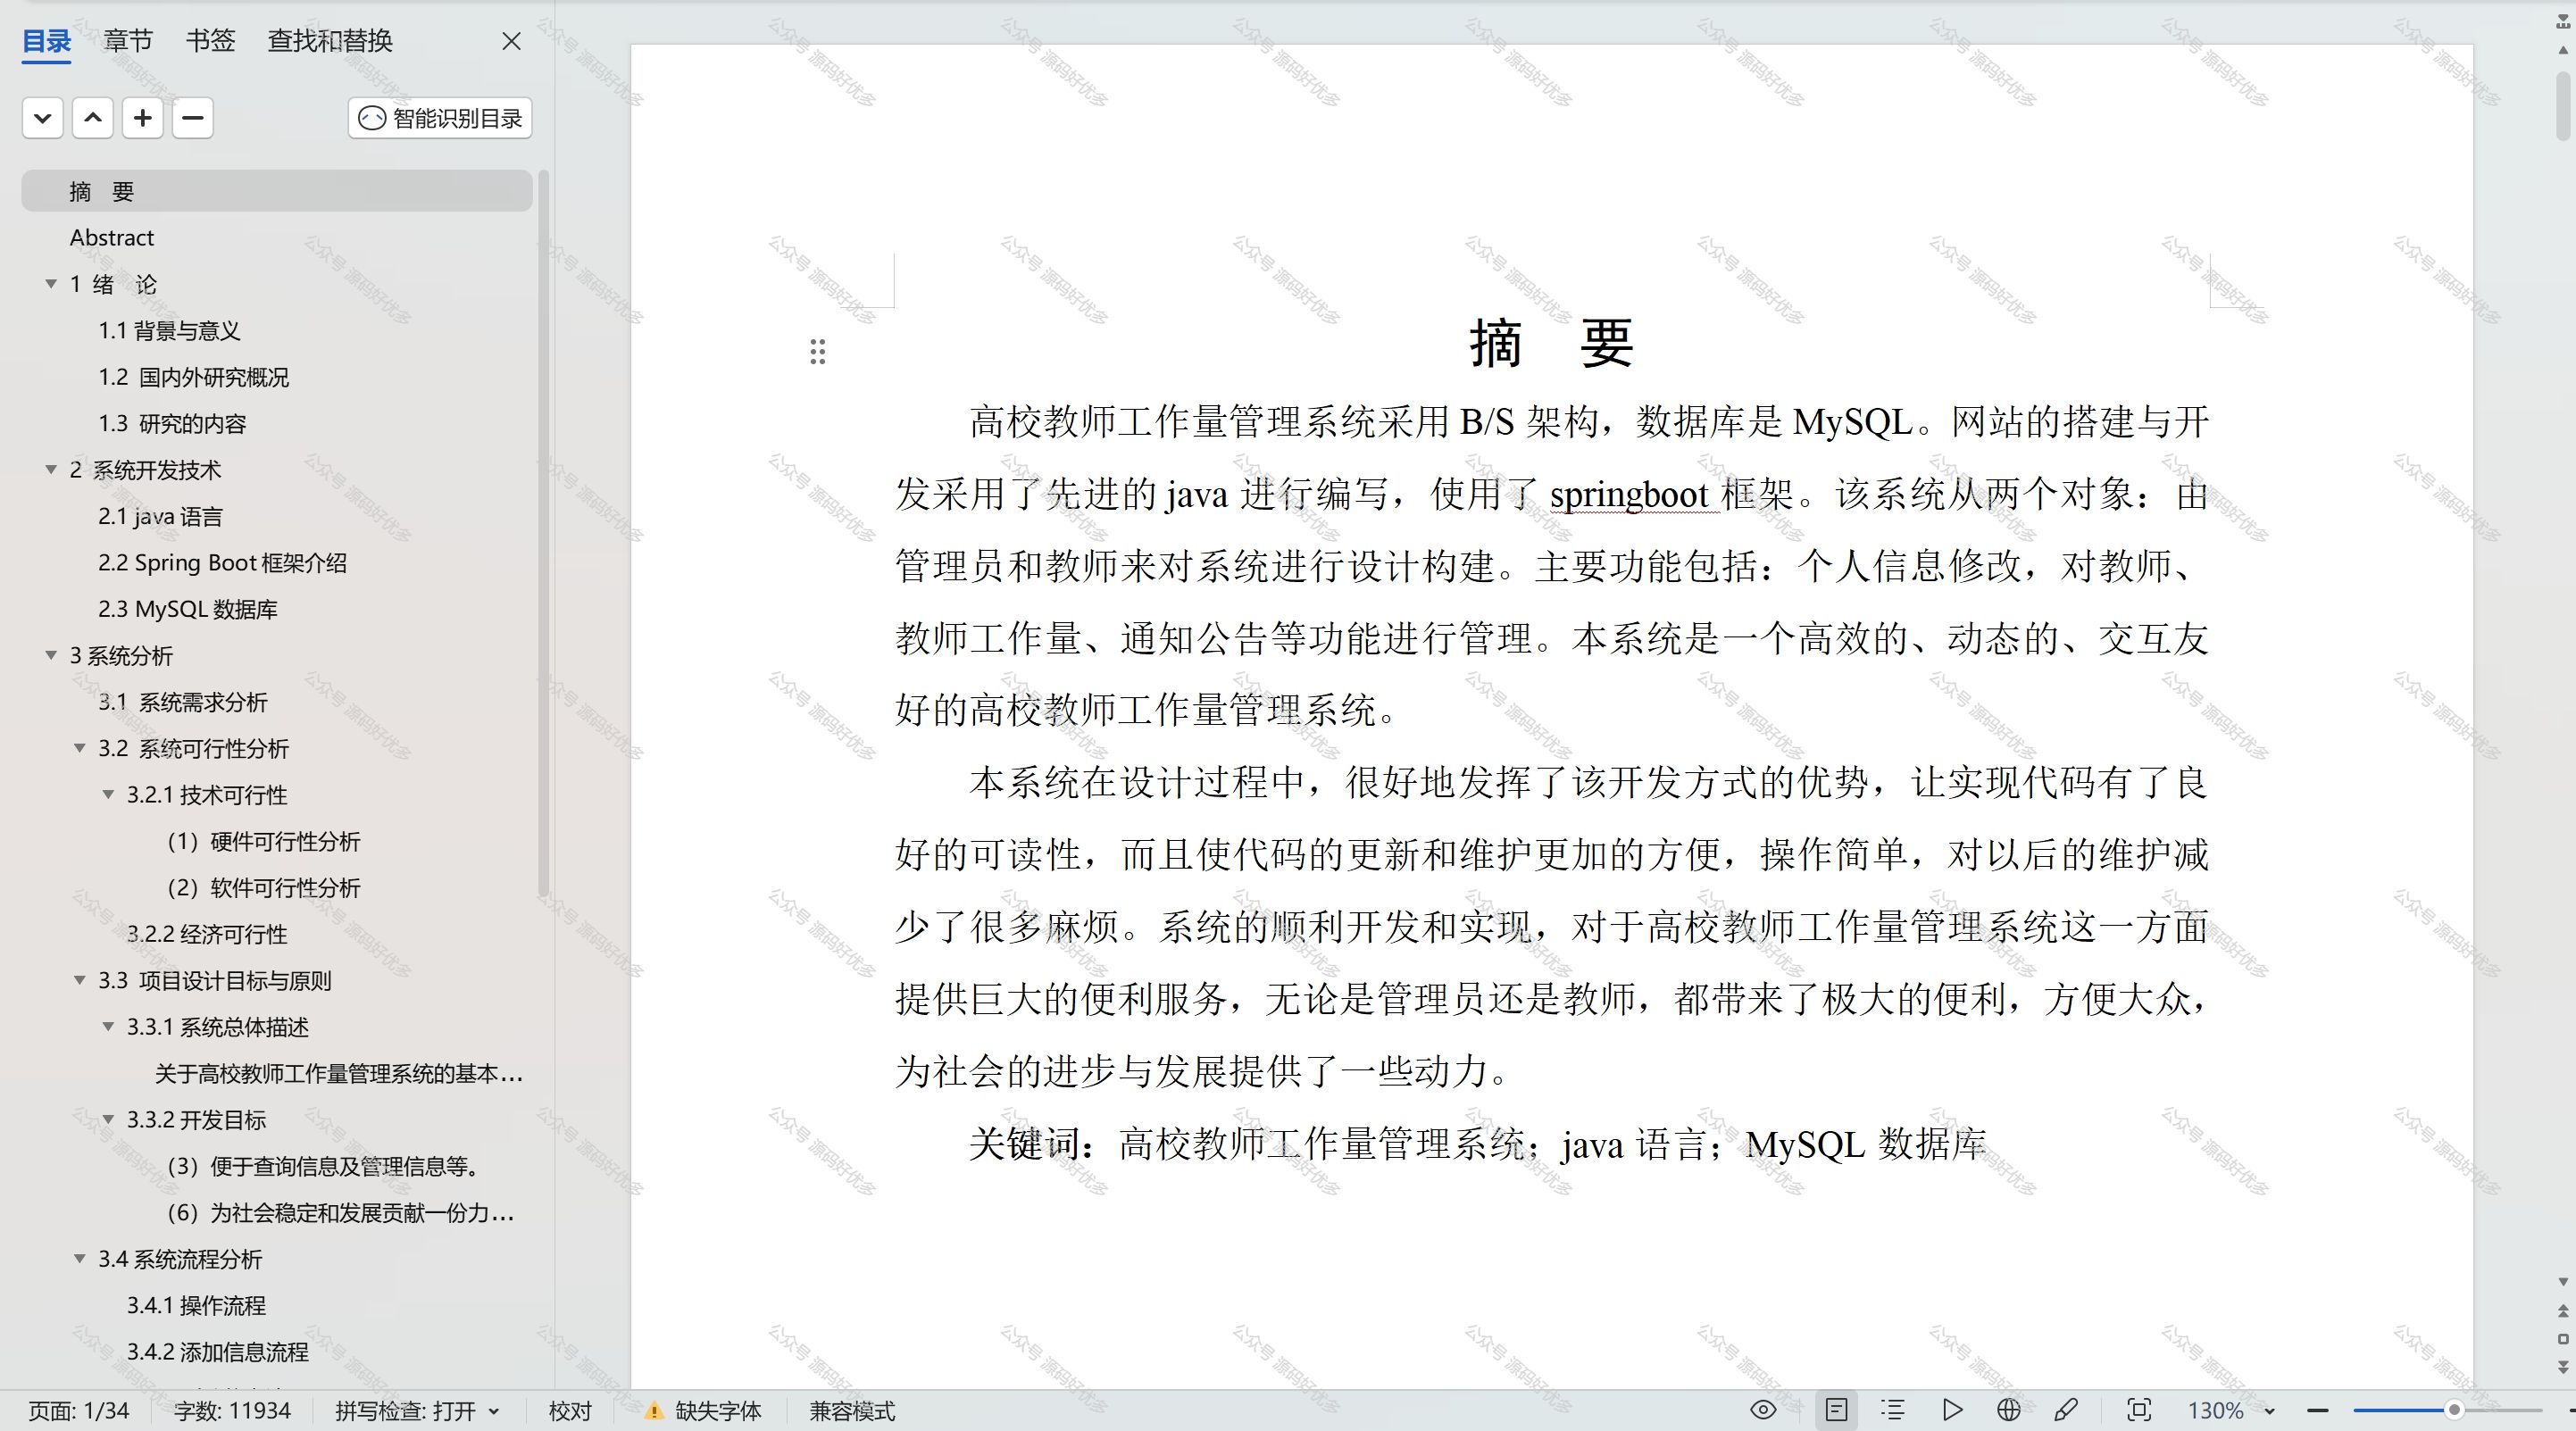 目录 章节 书签 查找和替换
智能识别目录
摘 要
Abstract
1 绪 论
1.1 背景与意义
1.2 国内外研究概况
1.3 研究的内容
2 系统开发技术
2.1 java 语言
2.2 Spring Boot 框架介绍
2.3 MySQL 数据库
3 系统分析
3.1 系统需求分析
3.2 系统可行性分析
3.2.1 技术可行性
（1）硬件可行性分析
（2）软件可行性分析
3.2.2 经济可行性
3.3 项目设计目标与原则
3.3.1 系统总体描述
关于高校教师工作量管理系统的基本...
3.3.2 开发目标
（3）便于查询信息及管理信息等。
（6）为社会稳定和发展贡献一份力...
3.4 系统流程分析
3.4.1 操作流程
3.4.2 添加信息流程
摘 要
高校教师工作量管理系统采用 B/S 架构，数据库是 MySQL。网站的搭建与开
发采用了先进的 java 进行编写，使用了 springboot 框架。该系统从两个对象：由
管理员和教师来对系统进行设计构建。主要功能包括：个人信息修改，对教师、
教师工作量、通知公告等功能进行管理。本系统是一个高效的、动态的、交互友
好的高校教师工作量管理系统。
本系统在设计过程中，很好地发挥了该开发方式的优势，让实现代码有了良
好的可读性，而且使代码的更新和维护更加的方便，操作简单，对以后的维护减
少了很多麻烦。系统的顺利开发和实现，对于高校教师工作量管理系统这一方面
提供巨大的便利服务，无论是管理员还是教师，都带来了极大的便利，方便大众，
为社会的进步与发展提供了一些动力。
关键词：高校教师工作量管理系统；java 语言；MySQL 数据库
页面: 1/34 字数: 11934 拼写检查: 打开 校对 缺失字体 兼容模式 130%
公众号 源码好优多